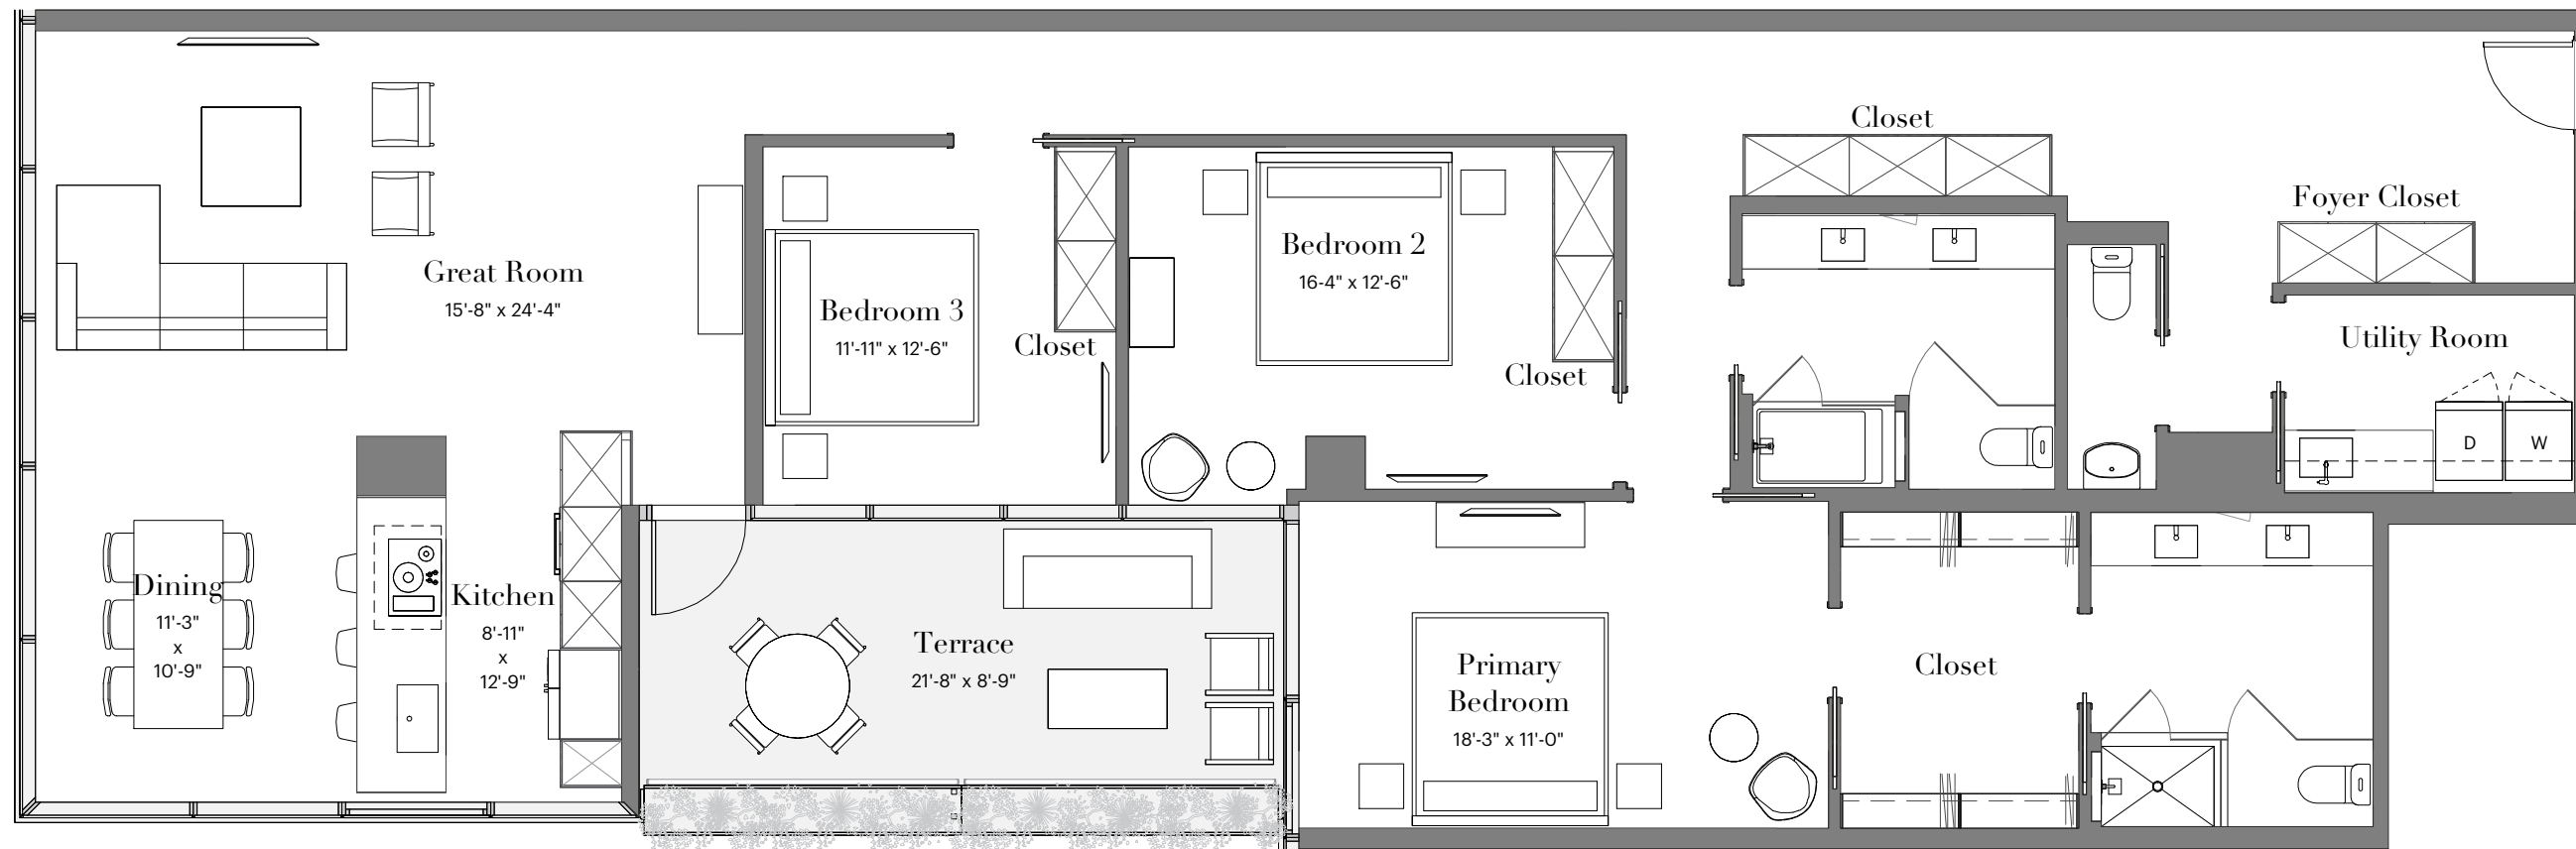 Great Room
15'-8" x 24'-4"
Dining
11'-3"
x
10'-9"
Kitchen
8'-11"
x
12'-9"
Bedroom 3
11'-11" x 12'-6"
Closet
Bedroom 2
16-4" x 12'-6"
Closet
Terrace
21'-8" x 8'-9"
Primary
Bedroom
18'-3" x 11'-0"
Closet
Closet
Foyer Closet
Utility Room
D
W